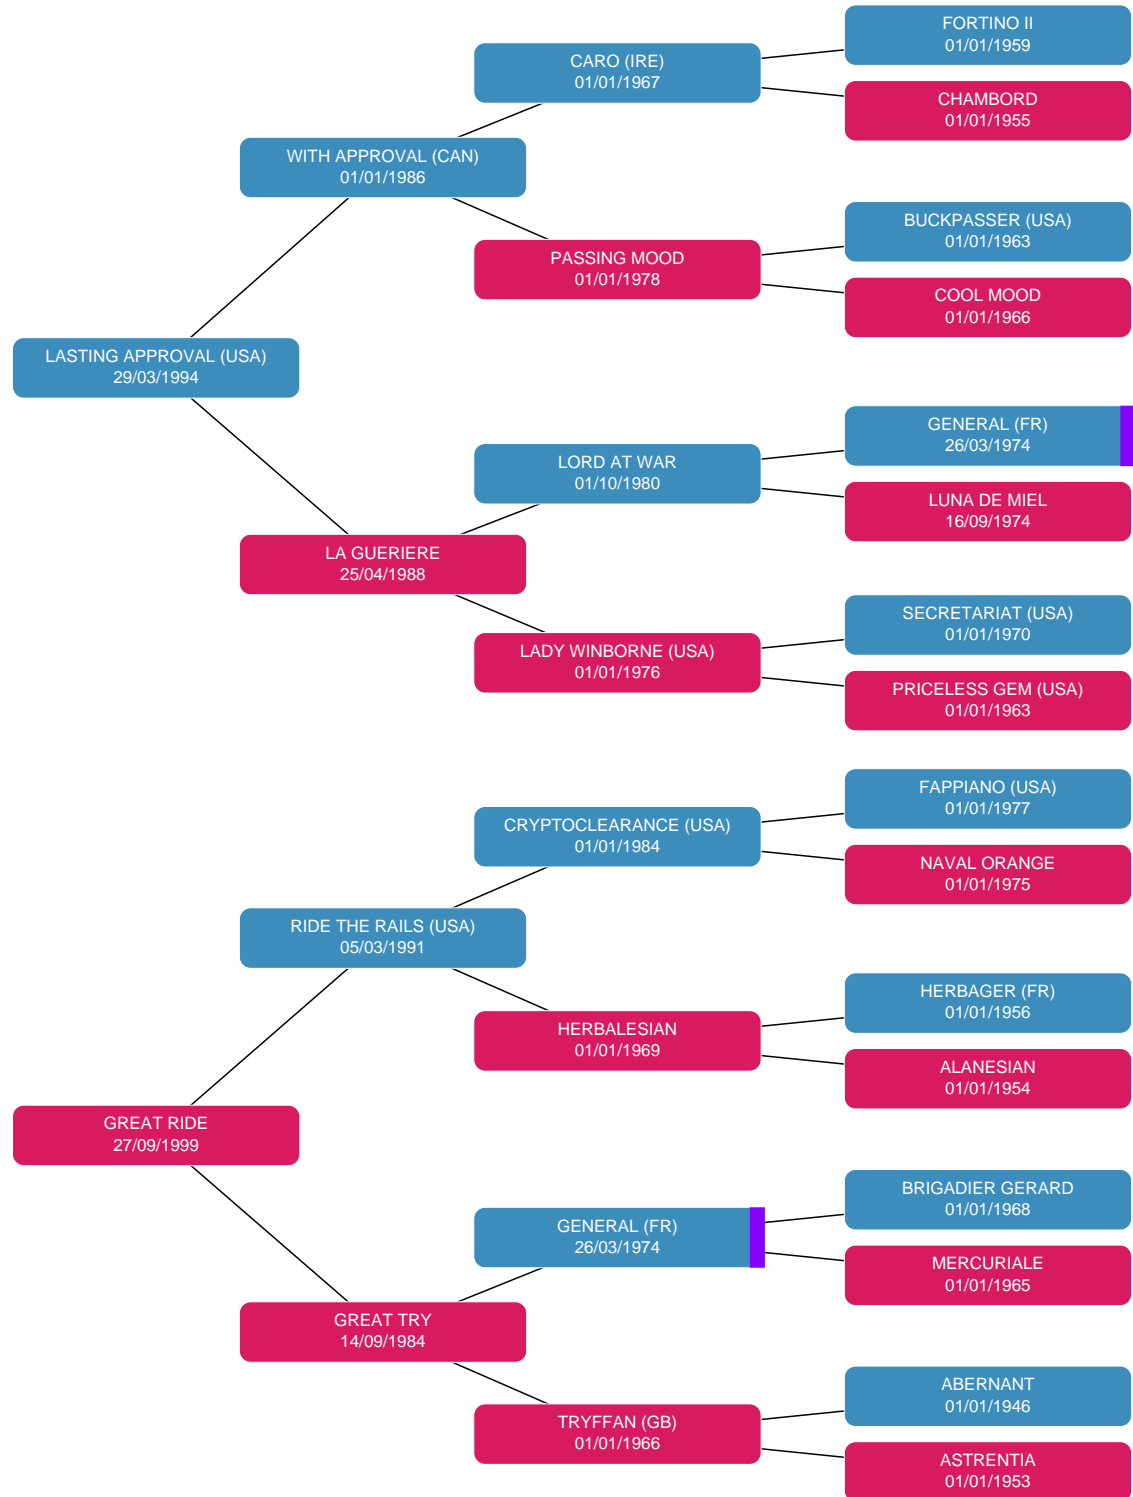 FORTINO II
01/01/1959
CARO (IRE)
01/01/1967
CHAMBORD
01/01/1955
WITH APPROVAL (CAN)
01/01/1986
BUCKPASSER (USA)
01/01/1963
PASSING MOOD
01/01/1978
COOL MOOD
01/01/1966
LASTING APPROVAL (USA)
29/03/1994
GENERAL (FR)
26/03/1974
LORD AT WAR
01/10/1980
LUNA DE MIEL
16/09/1974
LA GUERIERE
25/04/1988
SECRETARIAT (USA)
01/01/1970
LADY WINBORNE (USA)
01/01/1976
PRICELESS GEM (USA)
01/01/1963
FAPPIANO (USA)
01/01/1977
CRYPTOCLEARANCE (USA)
01/01/1984
NAVAL ORANGE
01/01/1975
RIDE THE RAILS (USA)
05/03/1991
HERBAGER (FR)
01/01/1956
HERBALESIAN
01/01/1969
ALANESIAN
01/01/1954
GREAT RIDE
27/09/1999
BRIGADIER GERARD
01/01/1968
GENERAL (FR)
26/03/1974
MERCURIALE
01/01/1965
GREAT TRY
14/09/1984
ABERNANT
01/01/1946
TRYFFAN (GB)
01/01/1966
ASTRENTIA
01/01/1953